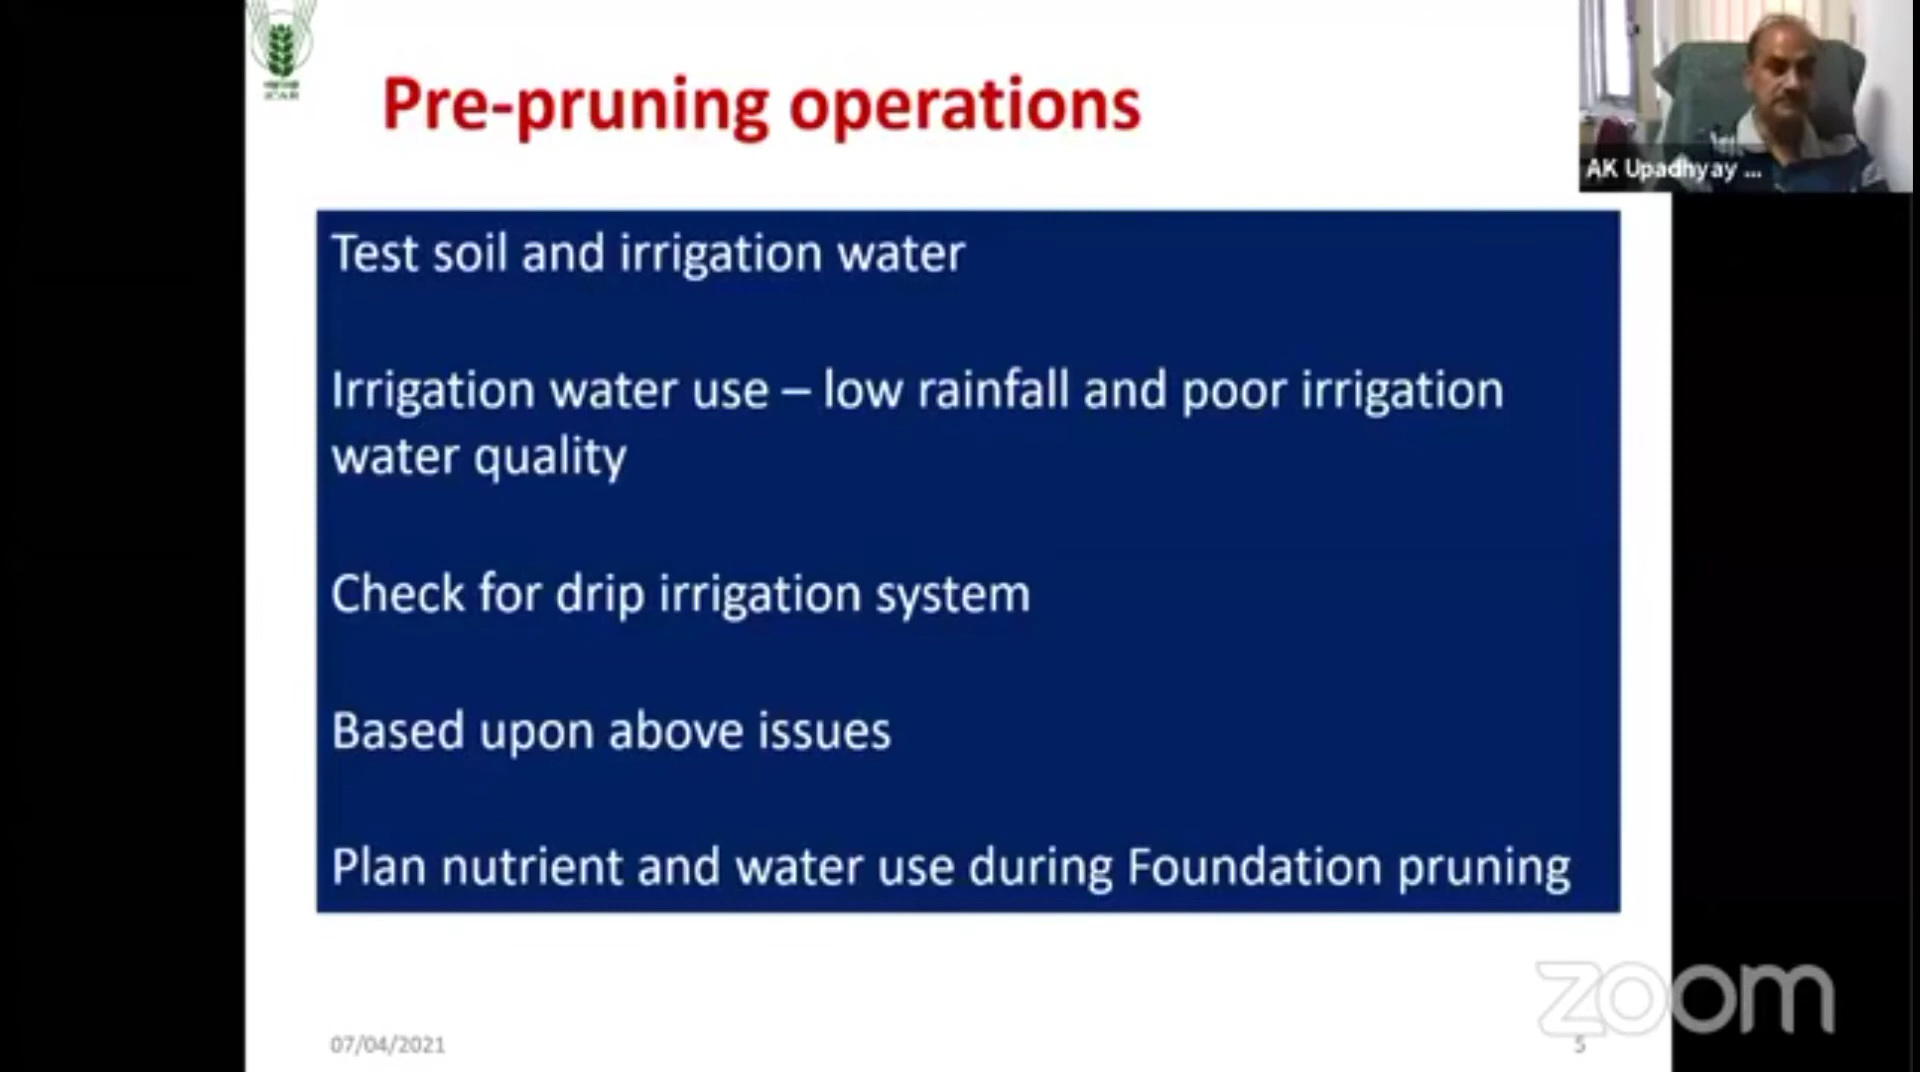 ICAR
Pre-pruning operations
AK Upadhyay ...
Test soil and irrigation water
Irrigation water use – low rainfall and poor irrigation
water quality
Check for drip irrigation system
Based upon above issues
Plan nutrient and water use during Foundation pruning
zoom
07/04/2021
5